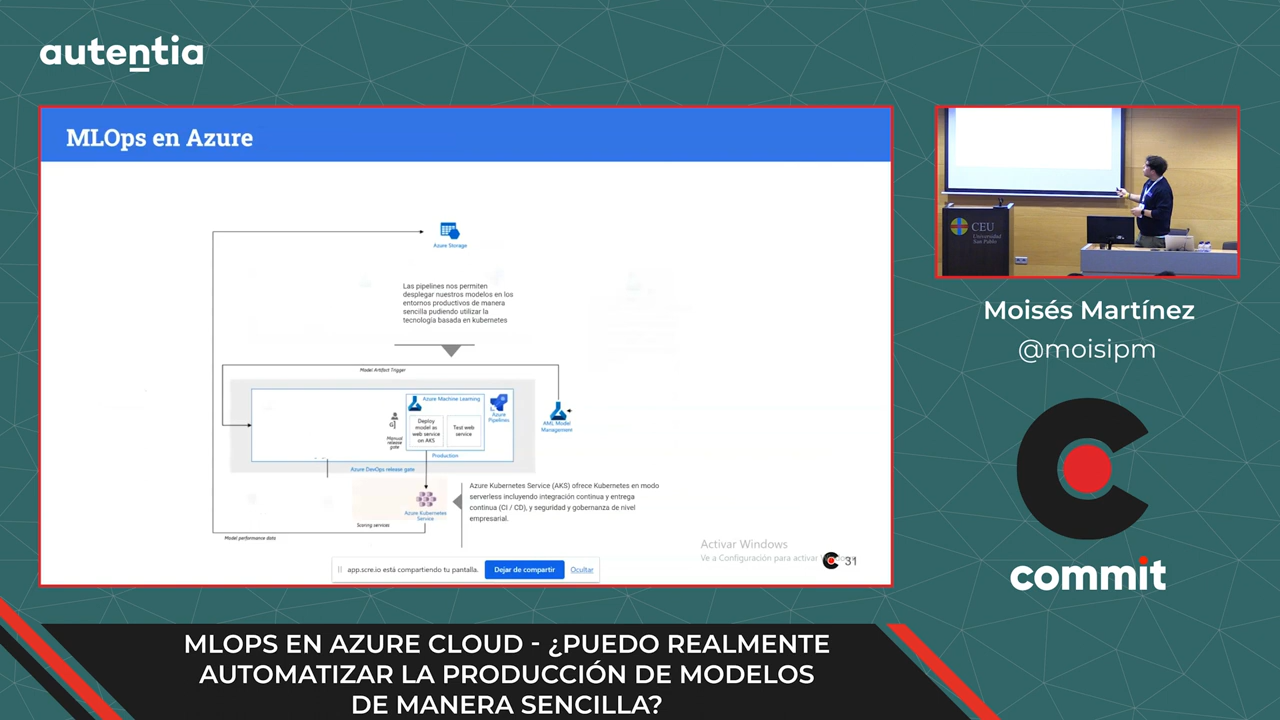 autentia
MLOps en Azure
Azure Storage
Las pipelines nos permiten
desplegar nuestros modelos en los
entornos productivos de manera
sencilla pudiendo utilizar la
tecnología basada en kubernetes
Model Artifact Trigger
Azure Machine Learning
Azure
Pipelines
Deploy
model as
web service
on AKS
Test web
service
Manual
release
gate
Production
AML Model
Management
Azure DevOps release gate
Azure Kubernetes
Service
Scoring services
Model performance data
Azure Kubernetes Service (AKS) ofrece Kubernetes en modo
serverless incluyendo integración continua y entrega
continua (CI / CD), y seguridad y gobernanza de nivel
empresarial.
Activar Windows
Ve a Configuración para activar
31
app.scre.io está compartiendo tu pantalla.
Dejar de compartir
Ocultar
CEU
Universidad
San Pablo
Moisés Martínez
@moisipm
commit
MLOPS EN AZURE CLOUD - ¿PUEDO REALMENTE
AUTOMATIZAR LA PRODUCCIÓN DE MODELOS
DE MANERA SENCILLA?